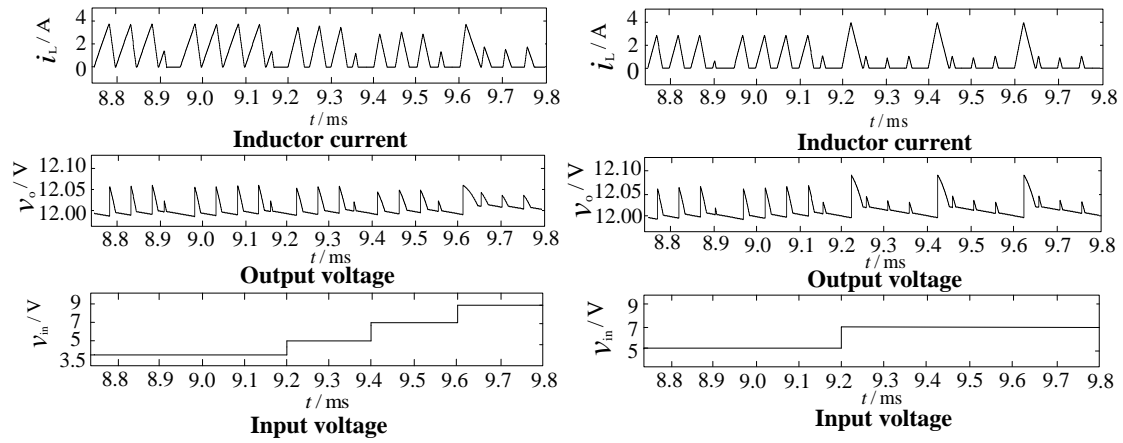 4
2
0
i_L / A
8.8 8.9 9.0 9.1 9.2 9.3 9.4 9.5 9.6 9.7 9.8
t / ms
Inductor current
12.10
12.05
12.00
v_o / V
8.8 8.9 9.0 9.1 9.2 9.3 9.4 9.5 9.6 9.7 9.8
t / ms
Output voltage
9
7
5
3.5
v_in / V
8.8 8.9 9.0 9.1 9.2 9.3 9.4 9.5 9.6 9.7 9.8
t / ms
Input voltage
4
2
0
i_L / A
8.8 8.9 9.0 9.1 9.2 9.3 9.4 9.5 9.6 9.7 9.8
t / ms
Inductor current
12.10
12.05
12.00
v_o / V
8.8 8.9 9.0 9.1 9.2 9.3 9.4 9.5 9.6 9.7 9.8
t / ms
Output voltage
9
7
5
v_in / V
8.8 8.9 9.0 9.1 9.2 9.3 9.4 9.5 9.6 9.7 9.8
t / ms
Input voltage